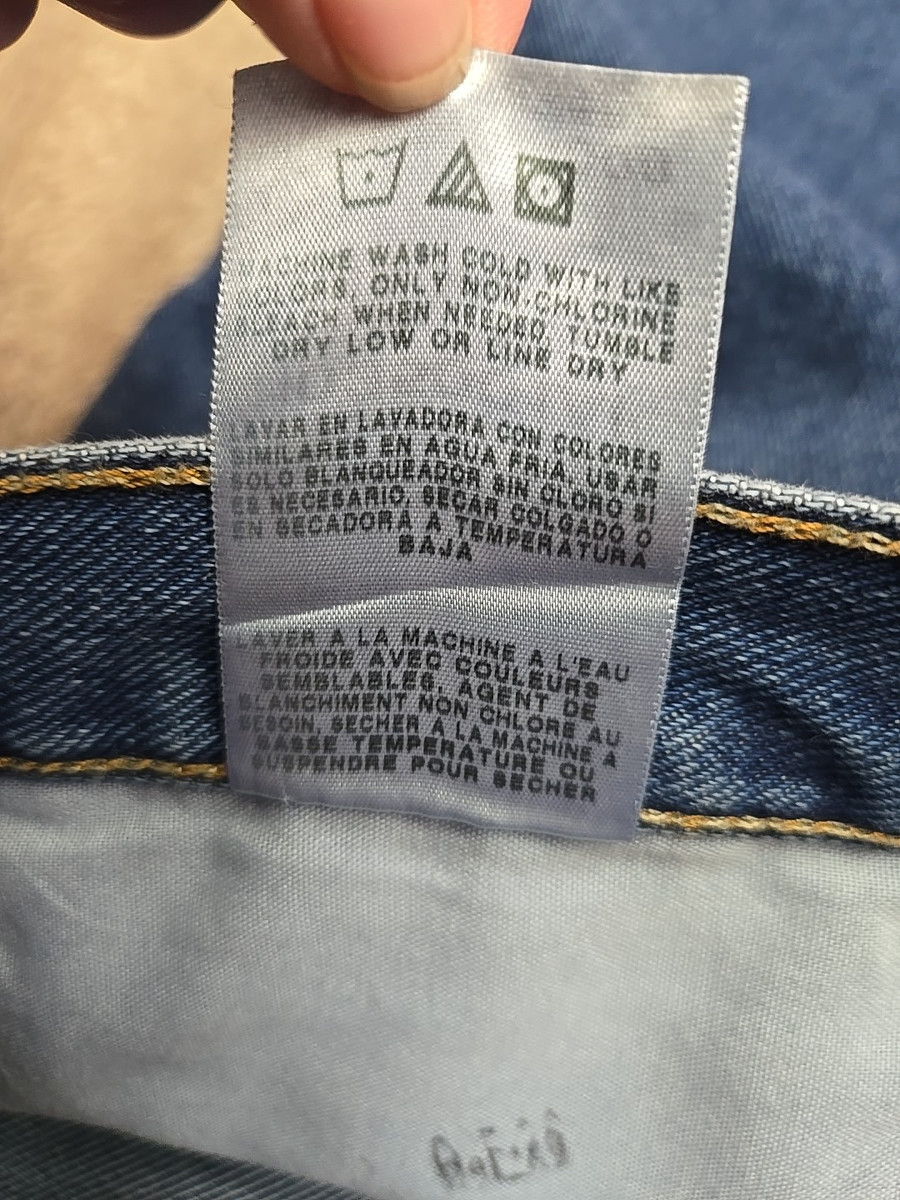 MACHINE WASH COLD WITH LIKE
COLORS, ONLY NON-CHLORINE
BLEACH WHEN NEEDED, TUMBLE
DRY LOW OR LINE DRY
LAVAR EN LAVADORA CON COLORES
SIMILARES EN AGUA FRIA, USAR
SOLO BLANQUEADOR SIN CLORO SI
ES NECESARIO, SECAR COLGADO O
EN SECADORA A TEMPERATURA
BAJA
LAVER A LA MACHINE A L'EAU
FROIDE AVEC COULEURS
SEMBLABLES, AGENT DE
BLANCHIMENT NON CHLORE AU
BESOIN, SECHER A LA MACHINE A
BASSE TEMPERATURE OU
SUSPENDRE POUR SECHER